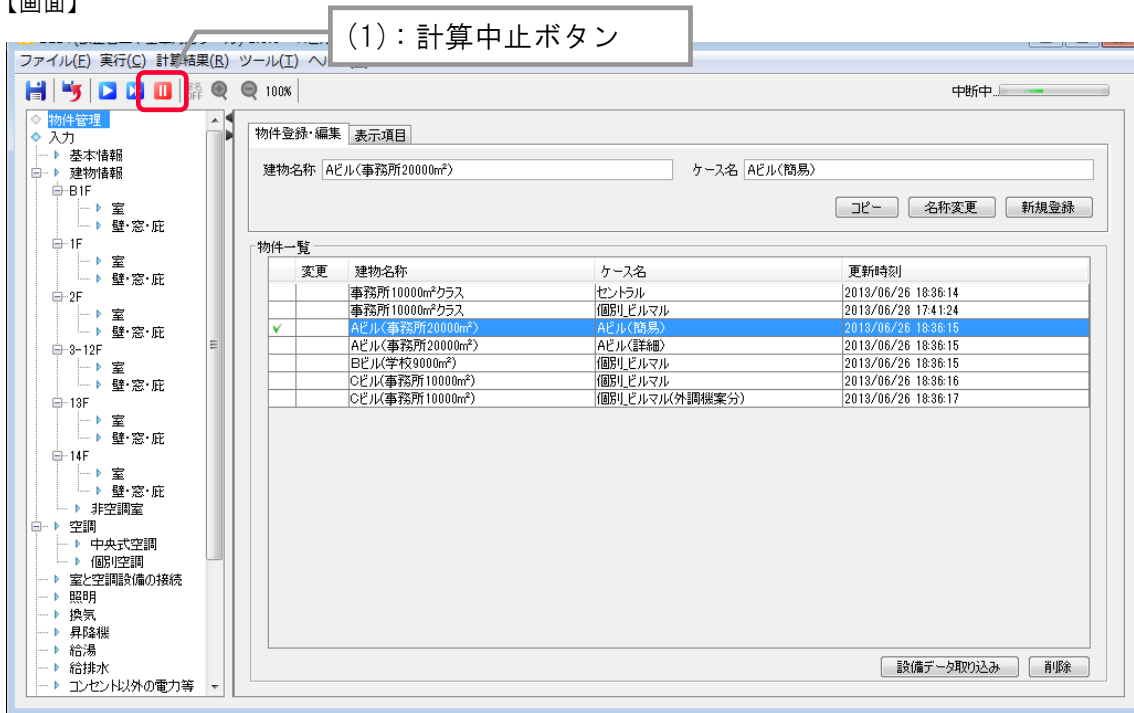 【画面】
(1):計算中止ボタン
ファイル(F) 実行(C) 計算結果(R) ツール(T)
100%
中断中...
物件管理
入力
基本情報
建物情報
B1F
室
壁・窓・庇
1F
室
壁・窓・庇
2F
室
壁・窓・庇
3-12F
室
壁・窓・庇
13F
室
壁・窓・庇
14F
室
壁・窓・庇
非空調室
空調
中央式空調
個別空調
室と空調設備の接続
照明
換気
昇降機
給湯
給排水
コンセント以外の電力等
物件登録・編集 表示項目
建物名称 Aビル(事務所20000m²) ケース名 Aビル(簡易)
コピー 名称変更 新規登録
物件一覧
変更 建物名称 ケース名 更新時刻
事務所10000m²クラス セントラル 2013/06/26 18:36:14
事務所10000m²クラス 個別_ビルマル 2013/06/28 17:41:24
Aビル(事務所20000m²) Aビル(簡易) 2013/06/26 18:36:15
Aビル(事務所20000m²) Aビル(詳細) 2013/06/26 18:36:15
Bビル(学校9000m²) 個別_ビルマル 2013/06/26 18:36:15
Cビル(事務所10000m²) 個別_ビルマル 2013/06/26 18:36:16
Cビル(事務所10000m²) 個別_ビルマル(外調機案分) 2013/06/26 18:36:17
設備データ取り込み 削除